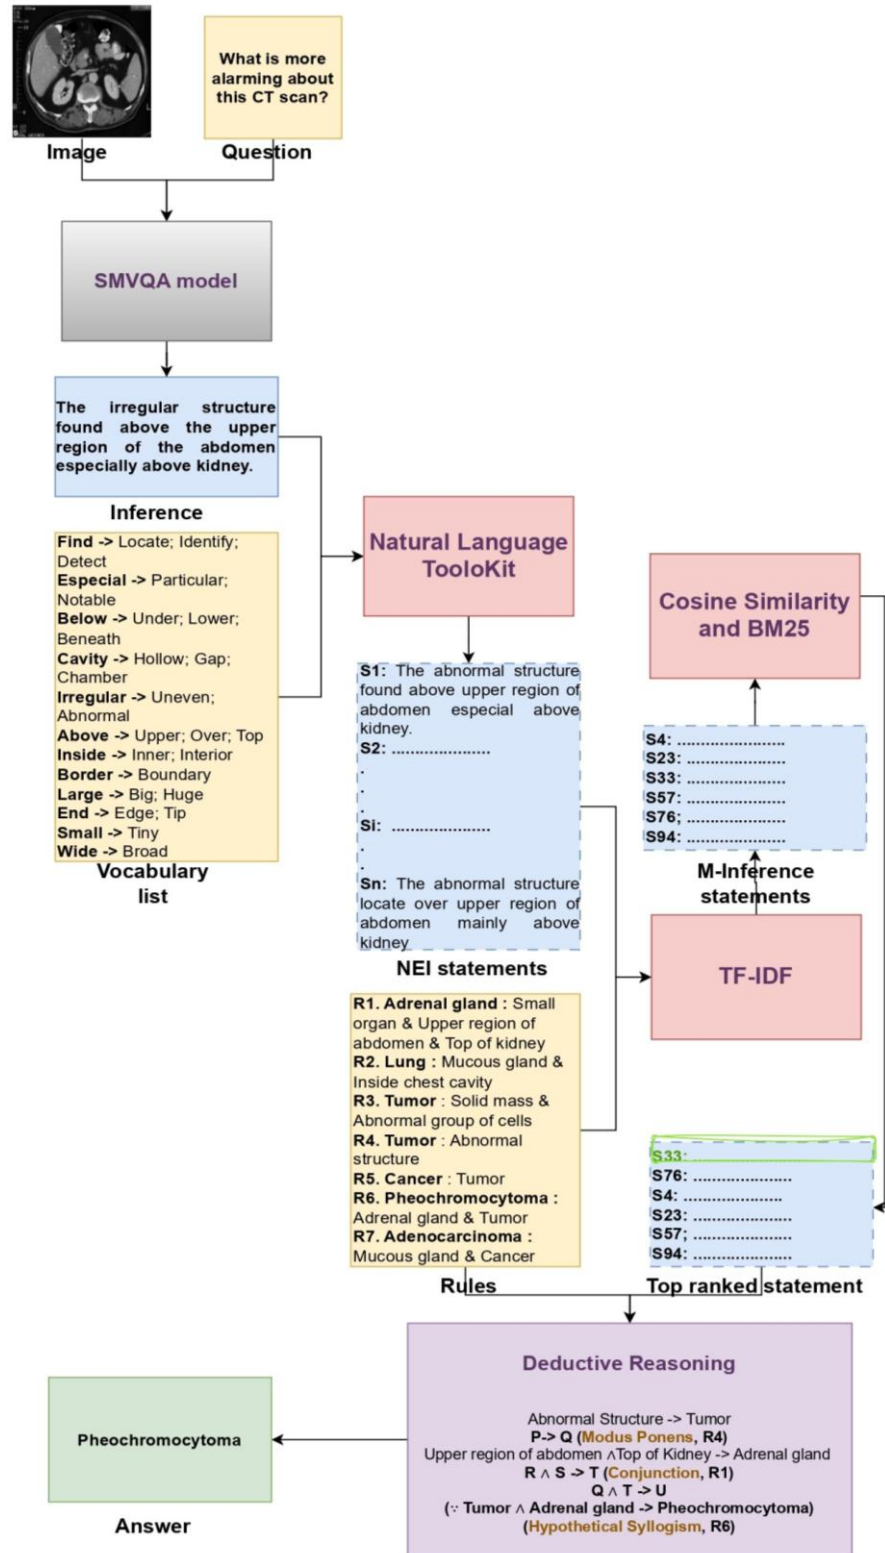 What is more
alarming about
this CT scan?
Image
Question
SMVQA model
The irregular structure
found above the upper
region of the abdomen
especially above kidney.
Inference
Find -> Locate; Identify;
Detect
Especial -> Particular;
Notable
Below -> Under; Lower;
Beneath
Cavity -> Hollow; Gap;
Chamber
Irregular -> Uneven;
Abnormal
Above -> Upper; Over; Top
Inside -> Inner; Interior
Border -> Boundary
Large -> Big; Huge
End -> Edge; Tip
Small -> Tiny
Wide -> Broad
Vocabulary
list
Natural Language
TooloKit
S1: The abnormal structure
found above upper region of
abdomen especial above
kidney.
S2: .....................
.
.
.
Si: .....................
.
.
Sn: The abnormal structure
locate over upper region of
abdomen mainly above
kidney
NEI statements
R1. Adrenal gland : Small
organ & Upper region of
abdomen & Top of kidney
R2. Lung : Mucous gland &
Inside chest cavity
R3. Tumor : Solid mass &
Abnormal group of cells
R4. Tumor : Abnormal
structure
R5. Cancer : Tumor
R6. Pheochromocytoma :
Adrenal gland & Tumor
R7. Adenocarcinoma :
Mucous gland & Cancer
Rules
Cosine Similarity
and BM25
S4: .......................
S23: .....................
S33: .....................
S57: .....................
S76; .....................
S94: .....................
M-Inference
statements
TF-IDF
S33: .....................
S76: .....................
S4: .....................
S23: .....................
S57; .....................
S94: .....................
Top ranked statement
Deductive Reasoning
Abnormal Structure -> Tumor
P-> Q (Modus Ponens, R4)
Upper region of abdomen ∧Top of Kidney -> Adrenal gland
R ∧ S -> T (Conjunction, R1)
Q ∧ T -> U
(∵ Tumor ∧ Adrenal gland -> Pheochromocytoma)
(Hypothetical Syllogism, R6)
Pheochromocytoma
Answer